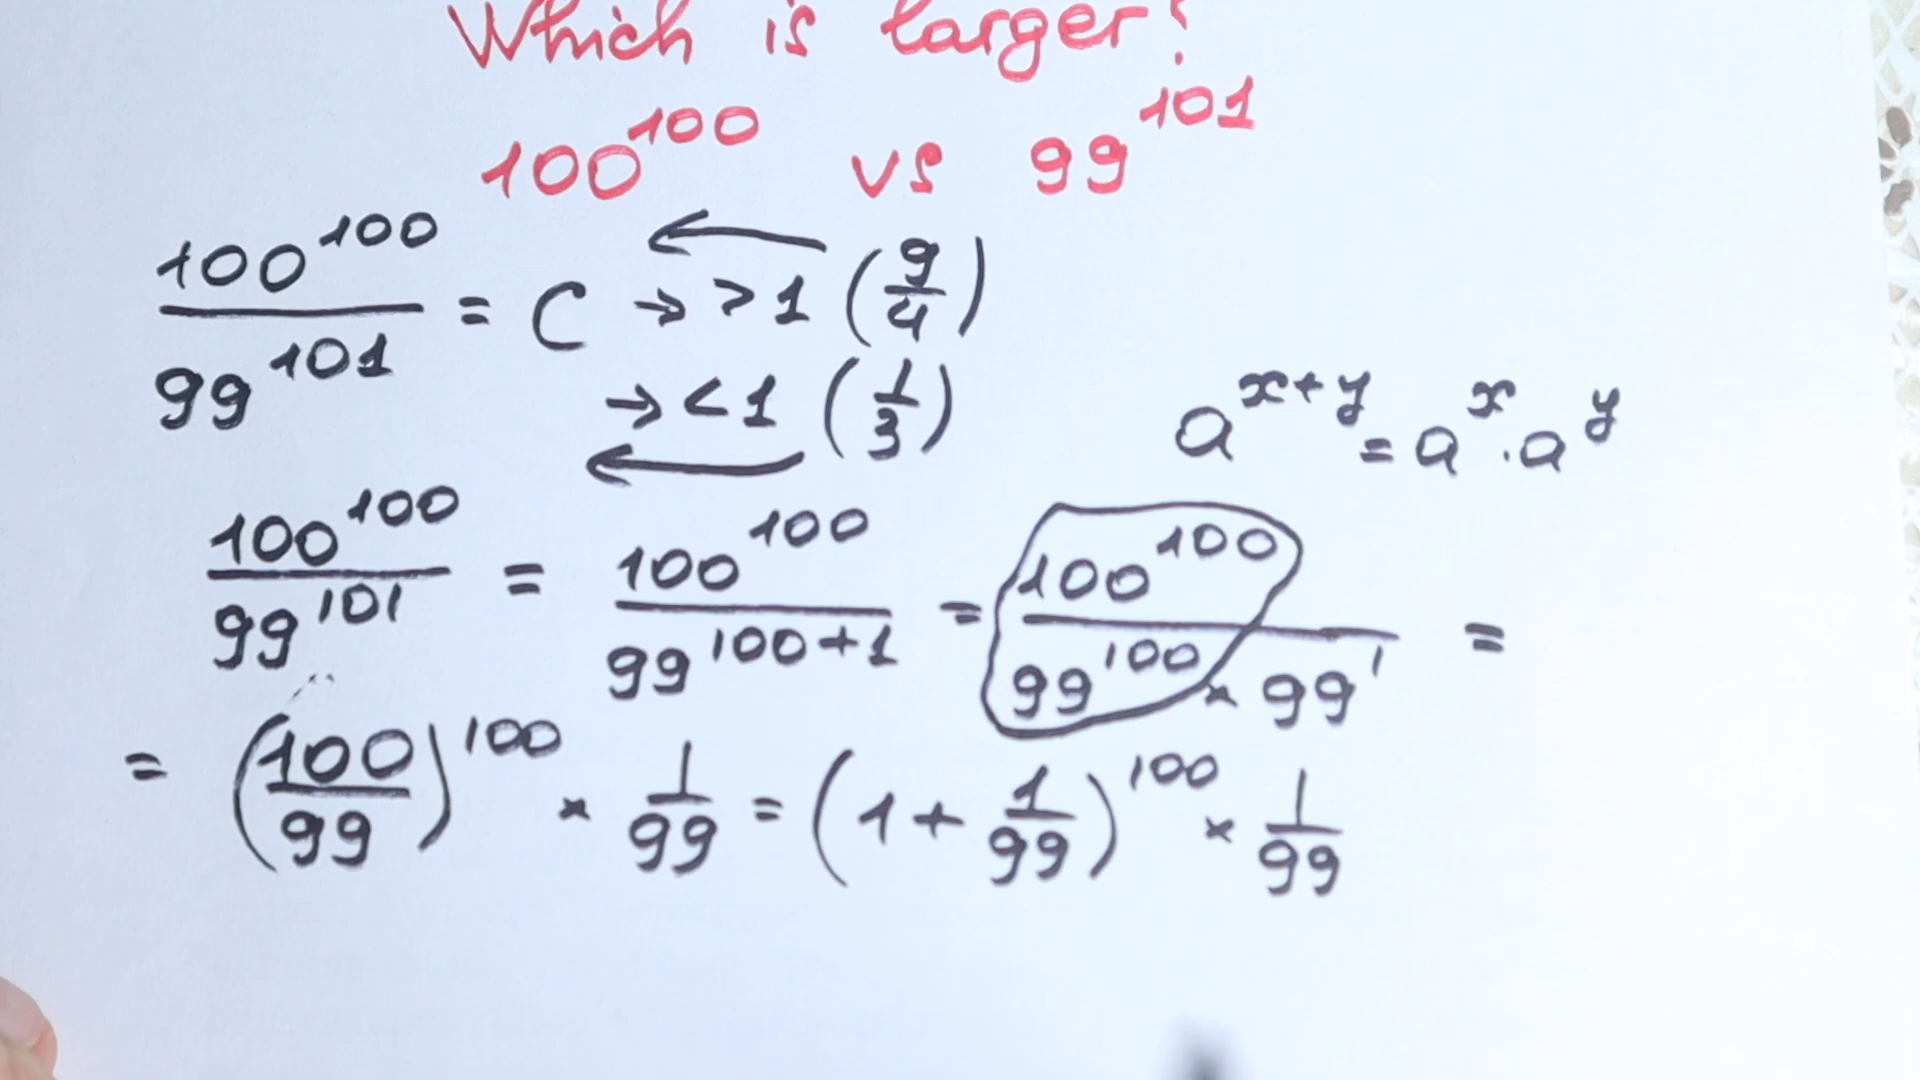 Which is larger?
100^100 vs 99^101
100^100 / 99^101 = C → >1 (9/4)
→ <1 (1/3)
a^(x+y) = a^x · a^y
100^100 / 99^101 = 100^100 / 99^(100+1) = 100^100 / (99^100 × 99^1) =
= (100/99)^100 × 1/99 = (1 + 1/99)^100 × 1/99